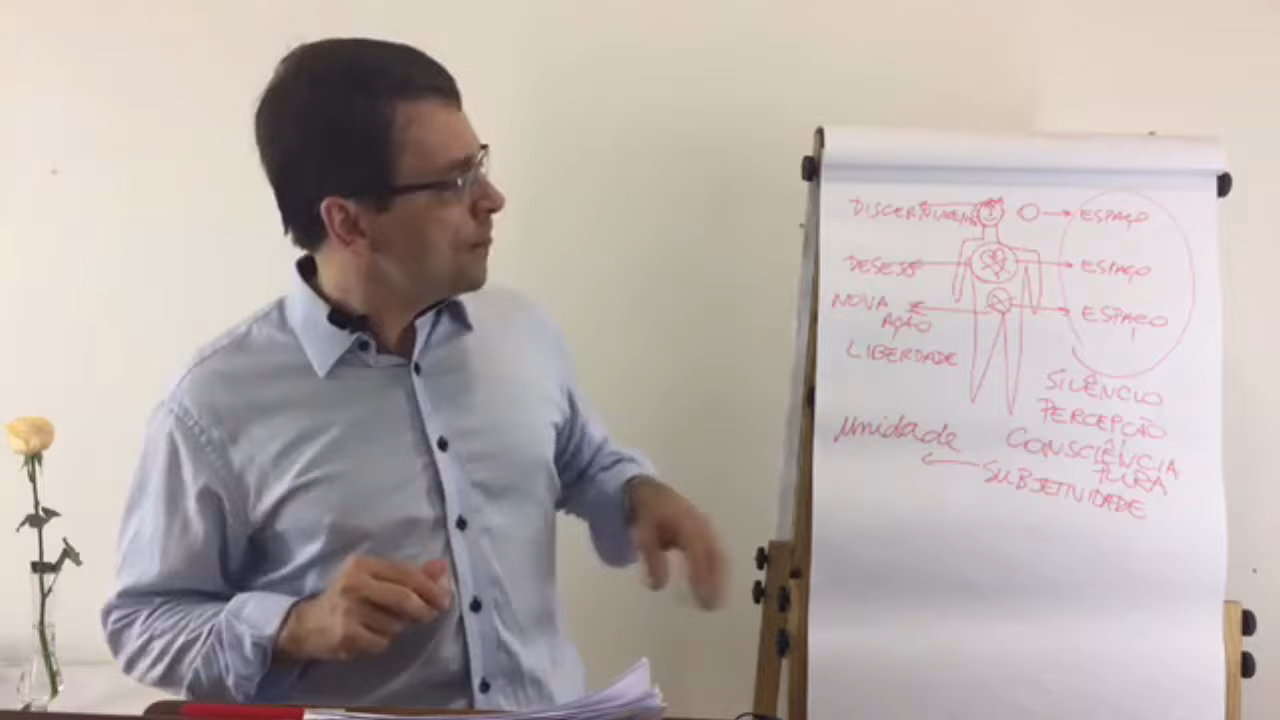 DISCERNIMENTO → ESPAÇO
DESEJO → ESPAÇO
NOVA AÇÃO → ESPAÇO
LIBERDADE
SILÊNCIO
PERCEPÇÃO
Unidade CONSCIÊNCIA
PURA
← SUBJETIVIDADE